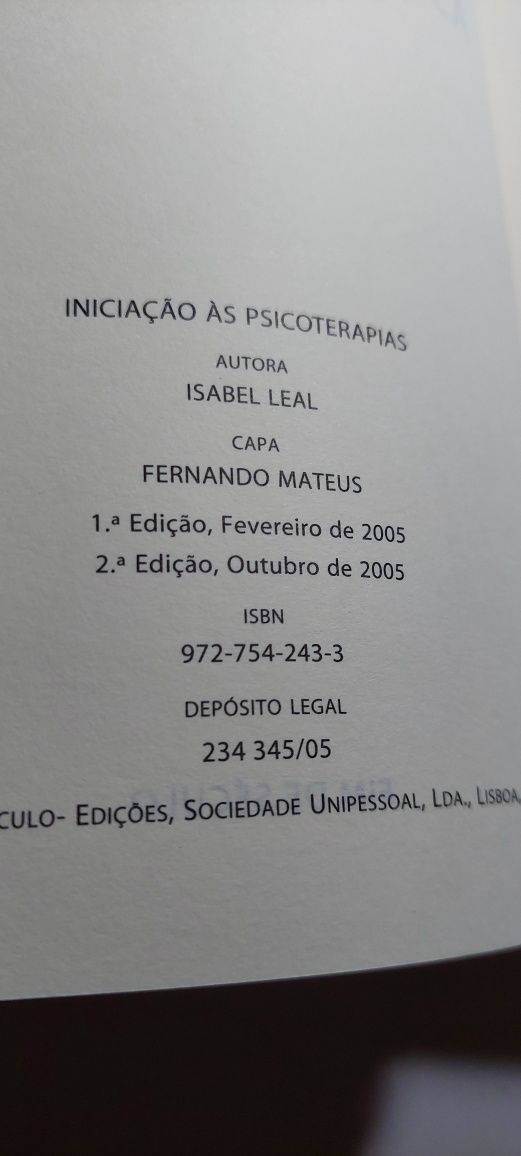 INICIAÇÃO ÀS PSICOTERAPIAS
AUTORA
ISABEL LEAL
CAPA
FERNANDO MATEUS
1.ª Edição, Fevereiro de 2005
2.ª Edição, Outubro de 2005
ISBN
972-754-243-3
DEPÓSITO LEGAL
234 345/05
CULO- EDIÇÕES, SOCIEDADE UNIPESSOAL, LDA., LISBOA,